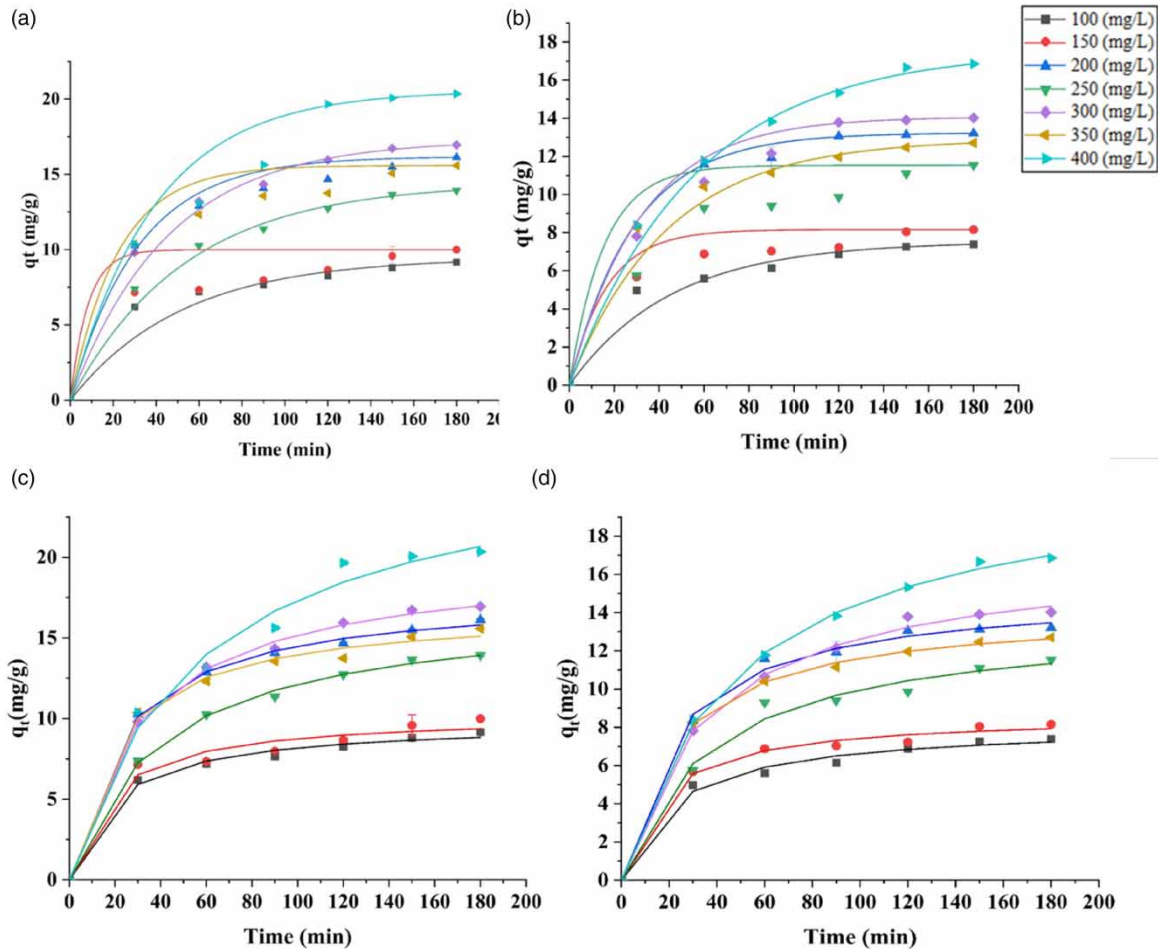 (a)
qt (mg/g)
20
15
10
5
0
0 20 40 60 80 100 120 140 160 180 20
Time (min)
(b)
qt (mg/g)
18
16
14
12
10
8
6
4
2
0
0 20 40 60 80 100 120 140 160 180 200
Time (min)
100 (mg/L)
150 (mg/L)
200 (mg/L)
250 (mg/L)
300 (mg/L)
350 (mg/L)
400 (mg/L)
(c)
qt(mg/g)
20
15
10
5
0
0 20 40 60 80 100 120 140 160 180 200
Time (min)
(d)
qt(mg/g)
18
16
14
12
10
8
6
4
2
0
0 20 40 60 80 100 120 140 160 180 200
Time (min)